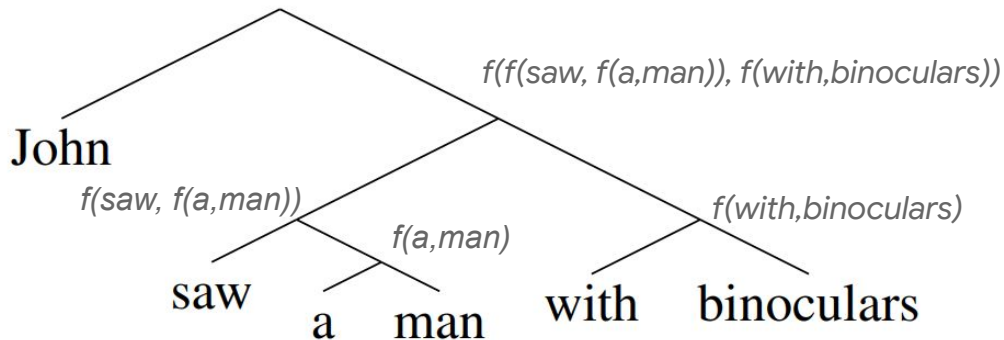 f(f(saw, f(a,man)), f(with,binoculars))
John
f(saw, f(a,man))
f(with,binoculars)
f(a,man)
saw
a
man
with
binoculars